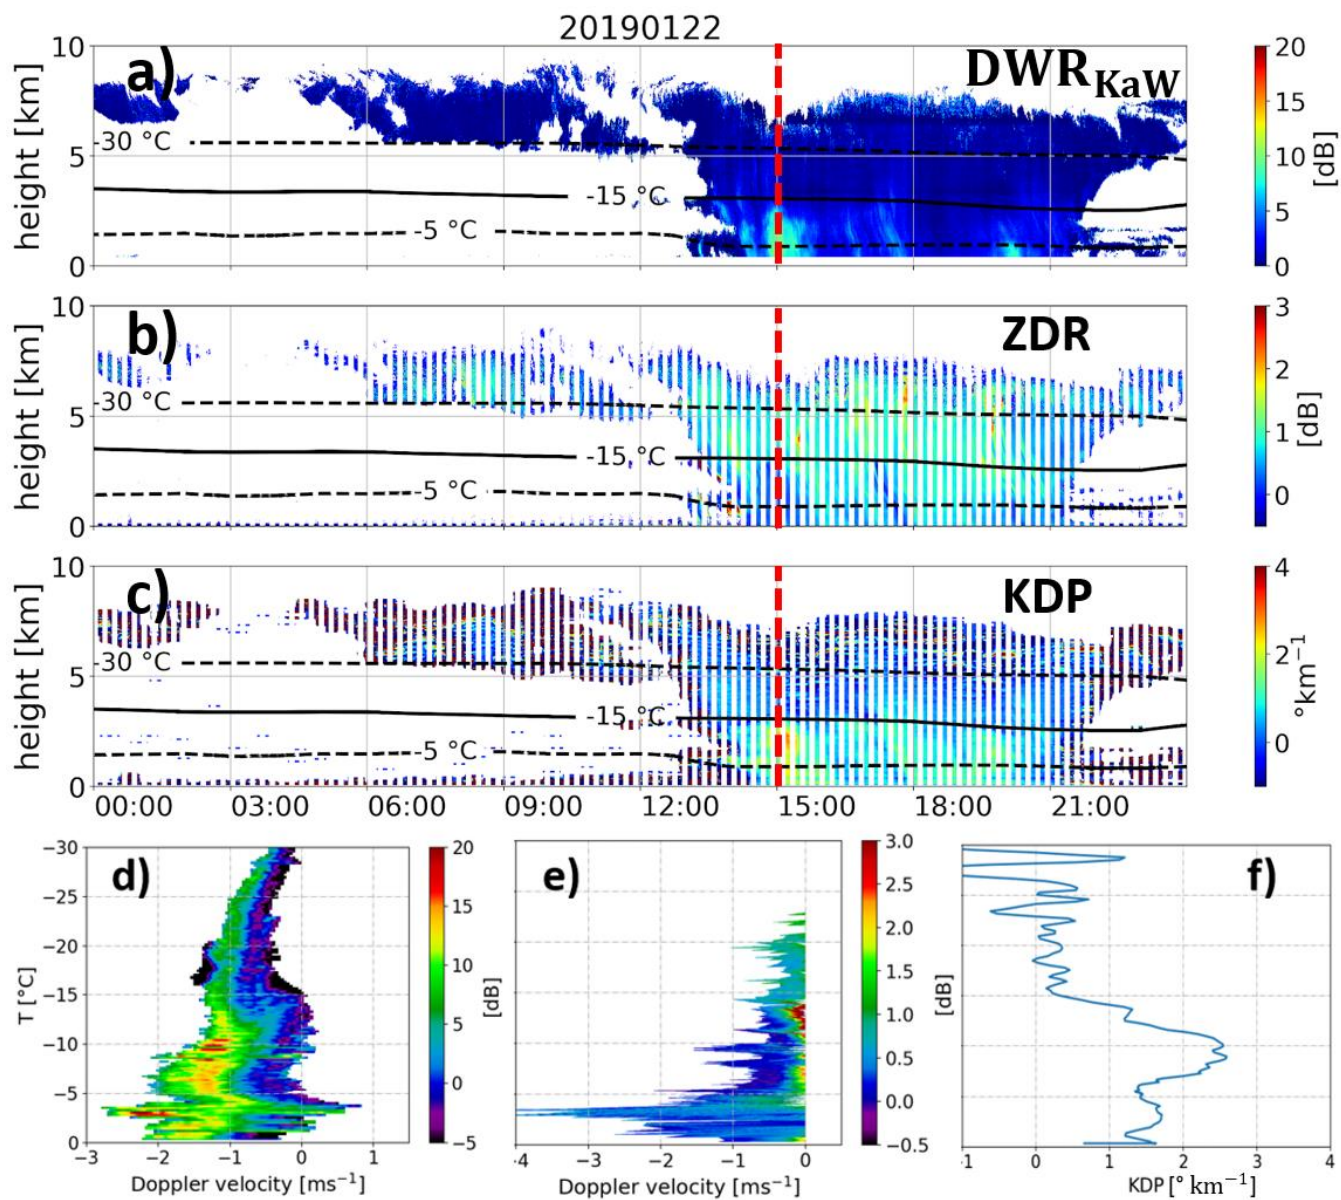 20190122
a)
DWR KaW
10
5
0
height [km]
-30 °C
-15 °C
-5 °C
20
15
10
5
0
[dB]
b)
ZDR
10
5
0
height [km]
-30 °C
-15 °C
-5 °C
3
2
1
0
[dB]
c)
KDP
10
5
0
height [km]
-30 °C
-15 °C
-5 °C
4
2
0
°km⁻¹
00:00 03:00 06:00 09:00 12:00 15:00 18:00 21:00
d)
−30
−25
−20
−15
−10
−5
0
T [°C]
−3 −2 −1 0 1
Doppler velocity [ms⁻¹]
20
15
10
5
0
−5
[dB]
e)
-4 −3 −2 −1 0
Doppler velocity [ms⁻¹]
3.0
2.5
2.0
1.5
1.0
0.5
0.0
−0.5
[dB]
f)
-1 0 1 2 3 4
KDP [° km⁻¹]